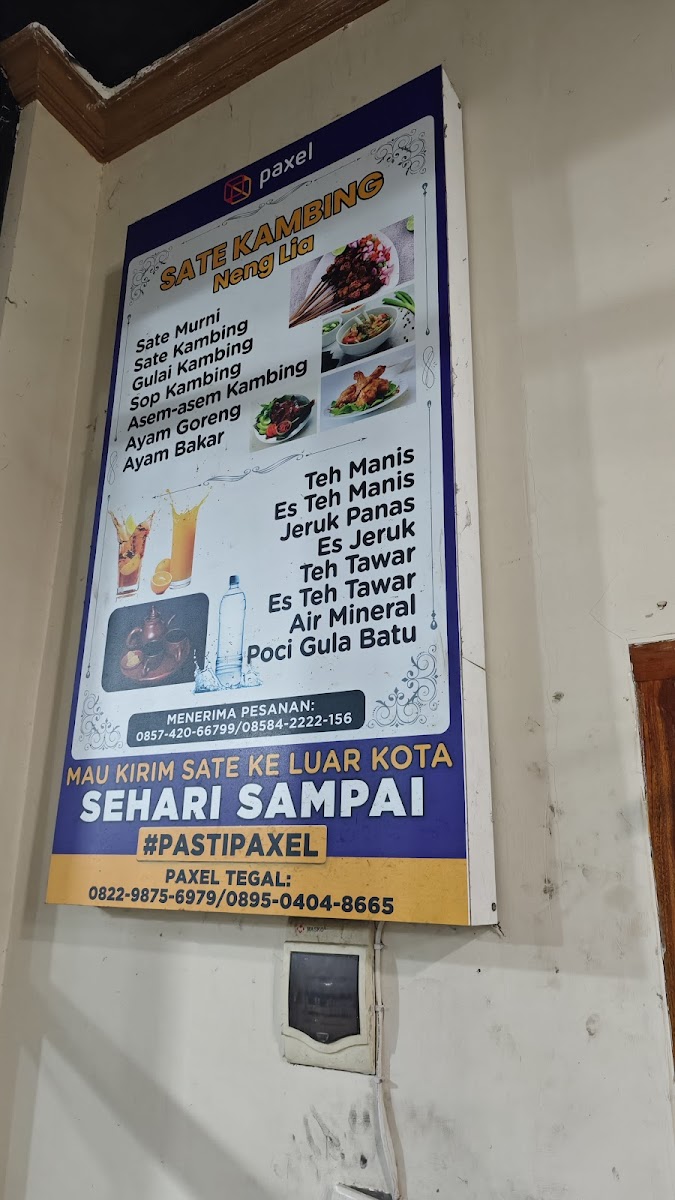 paxel
SATE KAMBING
Neng Lia
Sate Murni
Sate Kambing
Gulai Kambing
Sop Kambing
Asem-asem Kambing
Ayam Goreng
Ayam Bakar
Teh Manis
Es Teh Manis
Jeruk Panas
Es Jeruk
Teh Tawar
Es Teh Tawar
Air Mineral
Poci Gula Batu
MENERIMA PESANAN:
0857-420-66799/08584-2222-156
MAU KIRIM SATE KE LUAR KOTA
SEHARI SAMPAI
#PASTIPAXEL
PAXEL TEGAL:
0822-9875-6979/0895-0404-8665